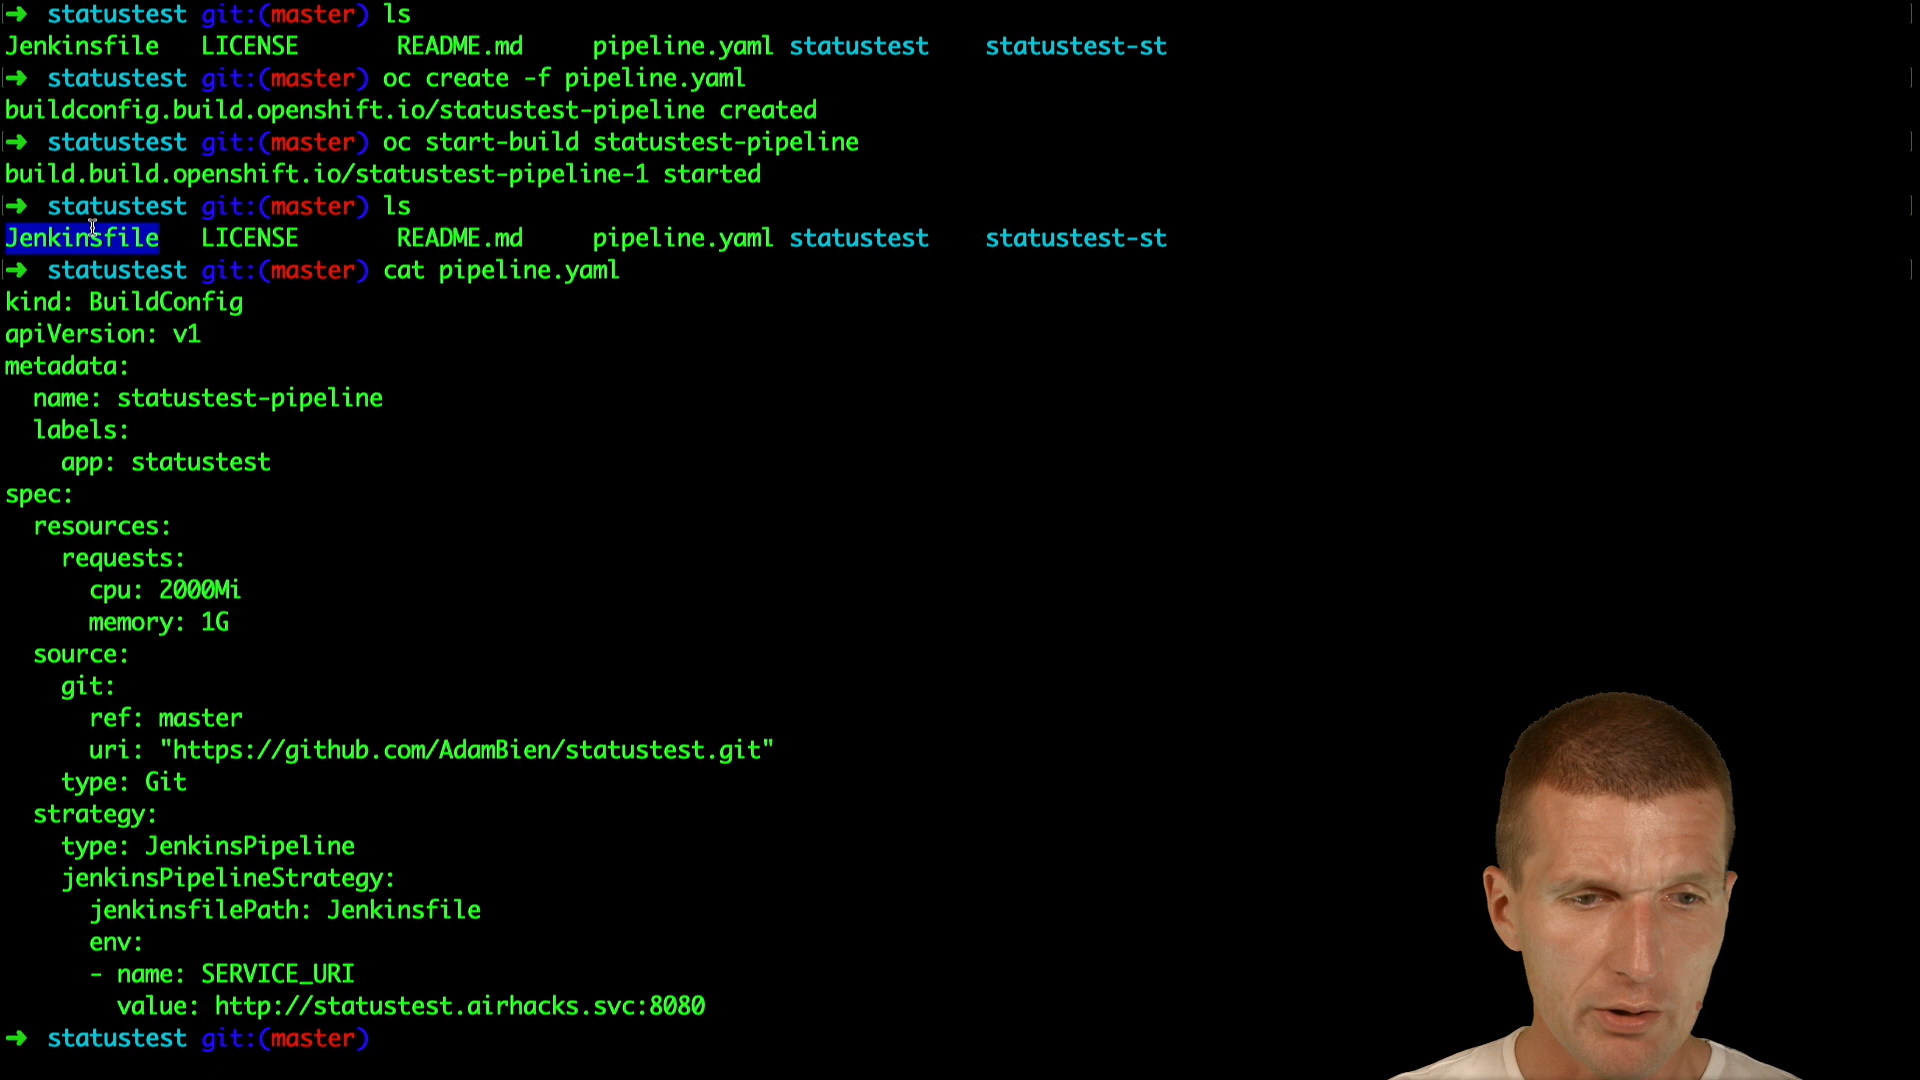 ➜ statustest git:(master) ls
Jenkinsfile LICENSE README.md pipeline.yaml statustest statustest-st
➜ statustest git:(master) oc create -f pipeline.yaml
buildconfig.build.openshift.io/statustest-pipeline created
➜ statustest git:(master) oc start-build statustest-pipeline
build.build.openshift.io/statustest-pipeline-1 started
➜ statustest git:(master) ls
Jenkinsfile LICENSE README.md pipeline.yaml statustest statustest-st
➜ statustest git:(master) cat pipeline.yaml
kind: BuildConfig
apiVersion: v1
metadata:
  name: statustest-pipeline
  labels:
    app: statustest
spec:
  resources:
    requests:
      cpu: 2000Mi
      memory: 1G
  source:
    git:
      ref: master
      uri: "https://github.com/AdamBien/statustest.git"
    type: Git
  strategy:
    type: JenkinsPipeline
    jenkinsPipelineStrategy:
      jenkinsfilePath: Jenkinsfile
      env:
      - name: SERVICE_URI
        value: http://statustest.airhacks.svc:8080
➜ statustest git:(master)